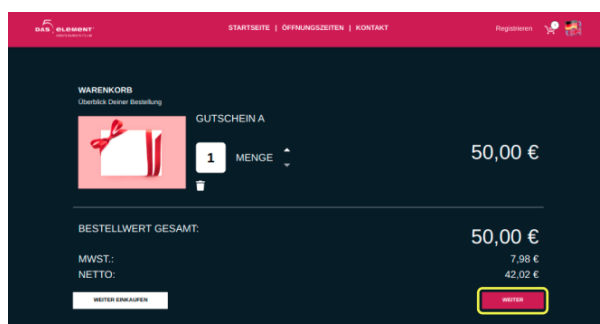 DAS ELEMENT
STARTSEITE | ÖFFNUNGSZEITEN | KONTAKT
Registrieren
WARENKORB
Überblick Deiner Bestellung
GUTSCHEIN A
1 MENGE
50,00 €
BESTELLWERT GESAMT:
50,00 €
MWST.:
7,98 €
NETTO:
42,02 €
WEITER EINKAUFEN
WEITER